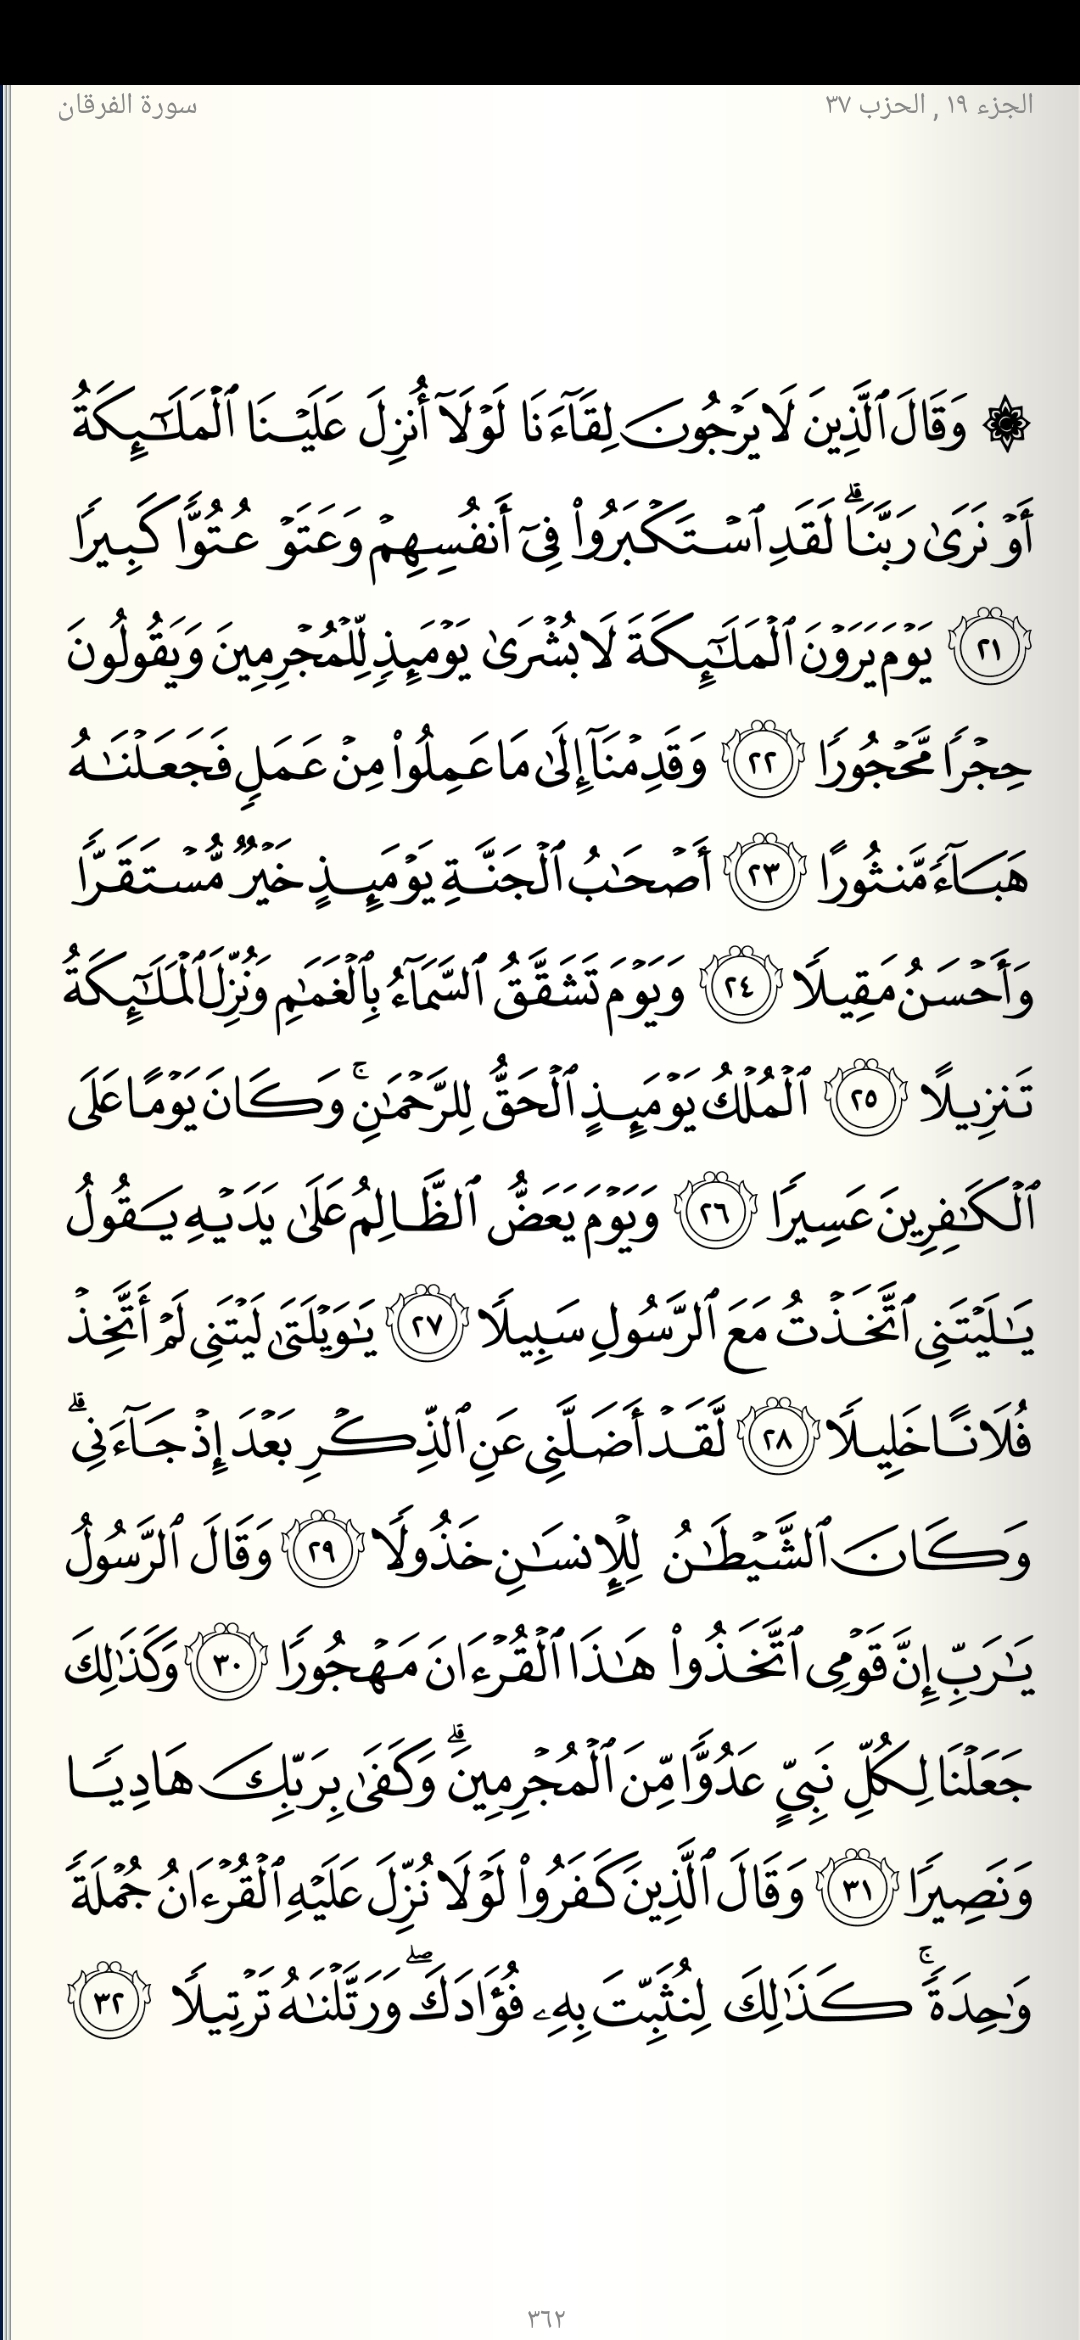 الجزء ١٩ , الحزب ٣٧ سورة الفرقان
۞ وَقَالَ ٱلَّذِينَ لَا يَرۡجُونَ لِقَآءَنَا لَوۡلَآ أُنزِلَ عَلَيۡنَا ٱلۡمَلَٰٓئِكَةُ
أَوۡ نَرَىٰ رَبَّنَاۗ لَقَدِ ٱسۡتَكۡبَرُواْ فِيٓ أَنفُسِهِمۡ وَعَتَوۡ عُتُوّٗا كَبِيرٗا
٢١ يَوۡمَ يَرَوۡنَ ٱلۡمَلَٰٓئِكَةَ لَا بُشۡرَىٰ يَوۡمَئِذٖ لِّلۡمُجۡرِمِينَ وَيَقُولُونَ
حِجۡرٗا مَّحۡجُورٗا ٢٢ وَقَدِمۡنَآ إِلَىٰ مَا عَمِلُواْ مِنۡ عَمَلٖ فَجَعَلۡنَٰهُ
هَبَآءٗ مَّنثُورًا ٢٣ أَصۡحَٰبُ ٱلۡجَنَّةِ يَوۡمَئِذٍ خَيۡرٞ مُّسۡتَقَرّٗا
وَأَحۡسَنُ مَقِيلٗا ٢٤ وَيَوۡمَ تَشَقَّقُ ٱلسَّمَآءُ بِٱلۡغَمَٰمِ وَنُزِّلَ ٱلۡمَلَٰٓئِكَةُ
تَنزِيلًا ٢٥ ٱلۡمُلۡكُ يَوۡمَئِذٍ ٱلۡحَقُّ لِلرَّحۡمَٰنِۚ وَكَانَ يَوۡمًا عَلَى
ٱلۡكَٰفِرِينَ عَسِيرٗا ٢٦ وَيَوۡمَ يَعَضُّ ٱلظَّالِمُ عَلَىٰ يَدَيۡهِ يَقُولُ
يَٰلَيۡتَنِي ٱتَّخَذۡتُ مَعَ ٱلرَّسُولِ سَبِيلٗا ٢٧ يَٰوَيۡلَتَىٰ لَيۡتَنِي لَمۡ أَتَّخِذۡ
فُلَانًا خَلِيلٗا ٢٨ لَّقَدۡ أَضَلَّنِي عَنِ ٱلذِّكۡرِ بَعۡدَ إِذۡ جَآءَنِيۗ
وَكَانَ ٱلشَّيۡطَٰنُ لِلۡإِنسَٰنِ خَذُولٗا ٢٩ وَقَالَ ٱلرَّسُولُ
يَٰرَبِّ إِنَّ قَوۡمِي ٱتَّخَذُواْ هَٰذَا ٱلۡقُرۡءَانَ مَهۡجُورٗا ٣٠ وَكَذَٰلِكَ
جَعَلۡنَا لِكُلِّ نَبِيٍّ عَدُوّٗا مِّنَ ٱلۡمُجۡرِمِينَۗ وَكَفَىٰ بِرَبِّكَ هَادِيٗا
وَنَصِيرٗا ٣١ وَقَالَ ٱلَّذِينَ كَفَرُواْ لَوۡلَا نُزِّلَ عَلَيۡهِ ٱلۡقُرۡءَانُ جُمۡلَةٗ
وَٰحِدَةٗۚ كَذَٰلِكَ لِنُثَبِّتَ بِهِۦ فُؤَادَكَۖ وَرَتَّلۡنَٰهُ تَرۡتِيلٗا ٣٢
٣٦٢